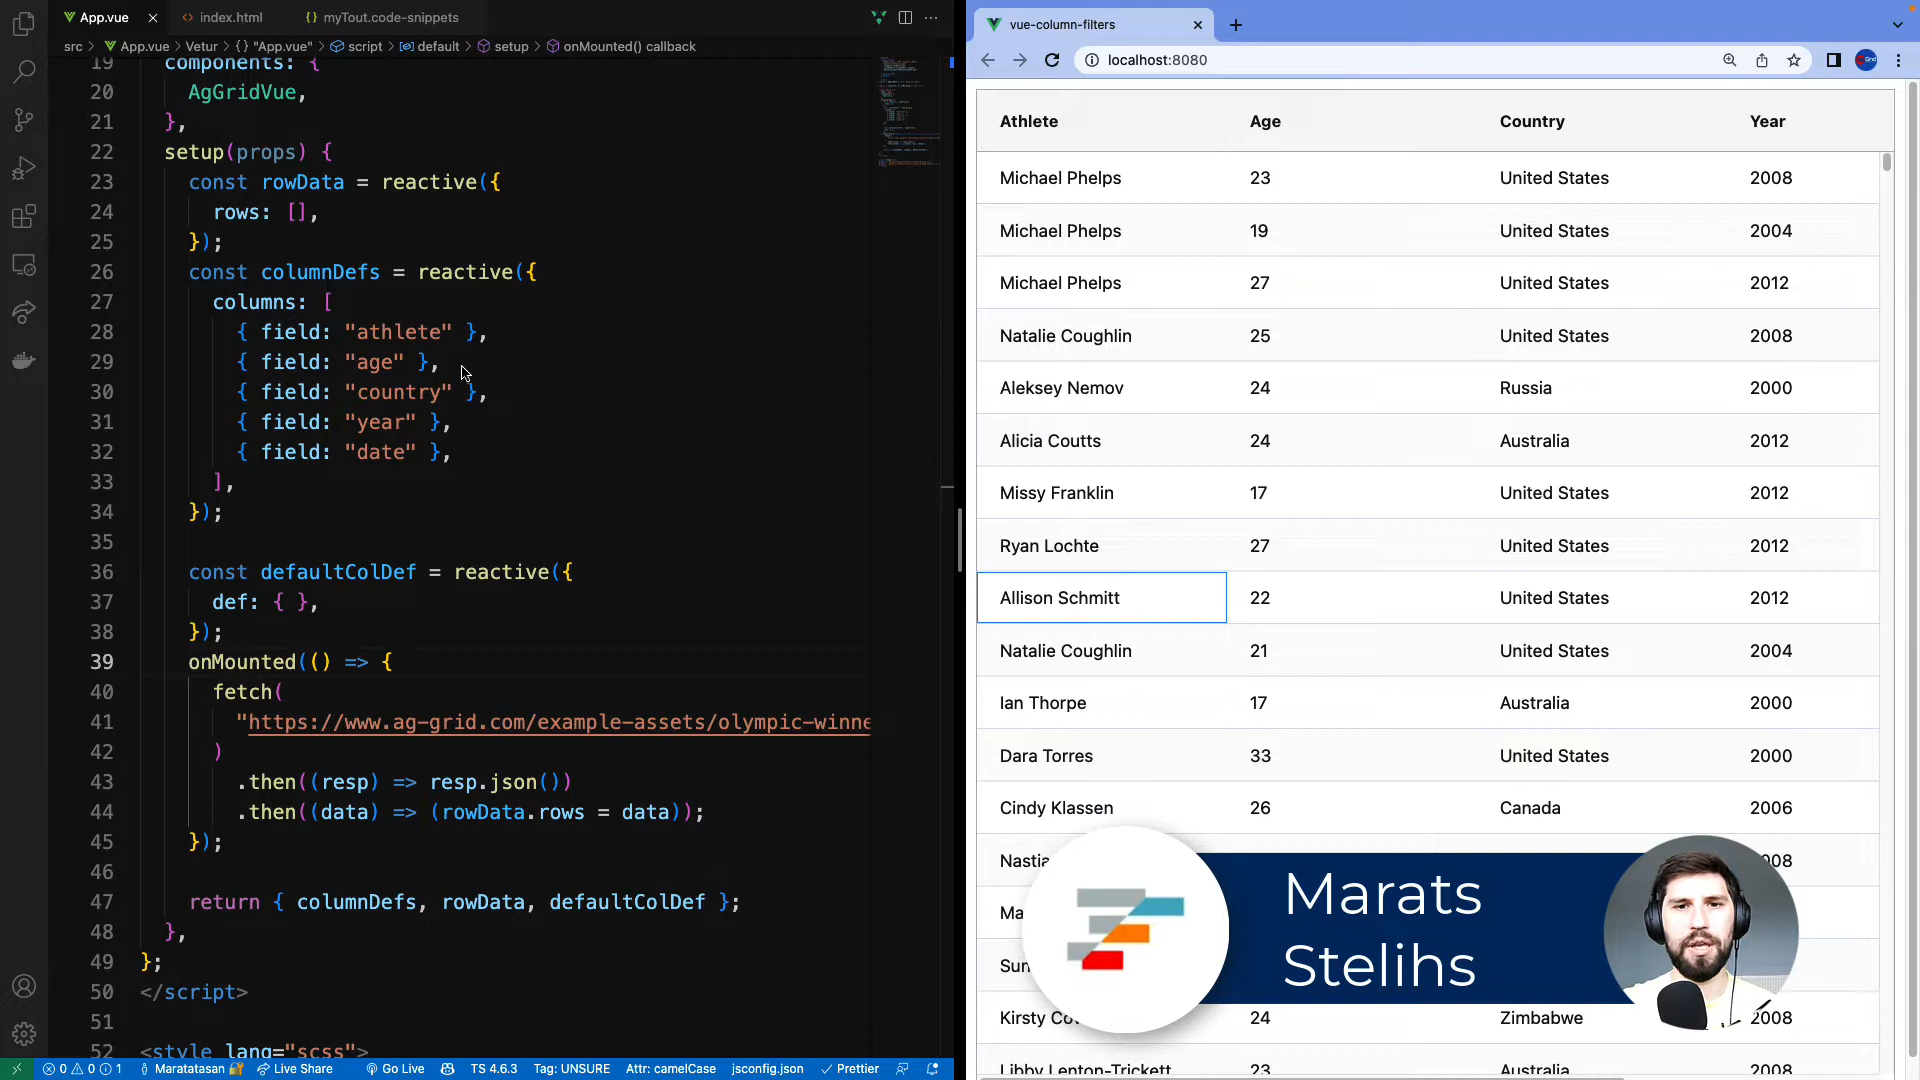 App.vue
index.html
myTout.code-snippets
src > App.vue > Vetur > {} "App.vue" > script > default > setup > onMounted() callback
19 components: {
20 AgGridVue,
21 },
22 setup(props) {
23 const rowData = reactive({
24 rows: [],
25 });
26 const columnDefs = reactive({
27 columns: [
28 { field: "athlete" },
29 { field: "age" },
30 { field: "country" },
31 { field: "year" },
32 { field: "date" },
33 ],
34 });
35
36 const defaultColDef = reactive({
37 def: { },
38 });
39 onMounted(() => {
40 fetch(
41 "https://www.ag-grid.com/example-assets/olympic-winne
42 )
43 .then((resp) => resp.json())
44 .then((data) => (rowData.rows = data));
45 });
46
47 return { columnDefs, rowData, defaultColDef };
48 },
49 };
50 </script>
51
52 <style lang="scss">
0 0 1 Maratatasan Live Share Go Live TS 4.6.3 Tag: UNSURE Attr: camelCase jsconfig.json Prettier
vue-column-filters
localhost:8080
Athlete Age Country Year
Michael Phelps 23 United States 2008
Michael Phelps 19 United States 2004
Michael Phelps 27 United States 2012
Natalie Coughlin 25 United States 2008
Aleksey Nemov 24 Russia 2000
Alicia Coutts 24 Australia 2012
Missy Franklin 17 United States 2012
Ryan Lochte 27 United States 2012
Allison Schmitt 22 United States 2012
Natalie Coughlin 21 United States 2004
Ian Thorpe 17 Australia 2000
Dara Torres 33 United States 2000
Cindy Klassen 26 Canada 2006
Nastia
Kirsty 24 Zimbabwe 2008
Libby Lenton-Trickett 23 Australia 2008
Marats
Stelihs